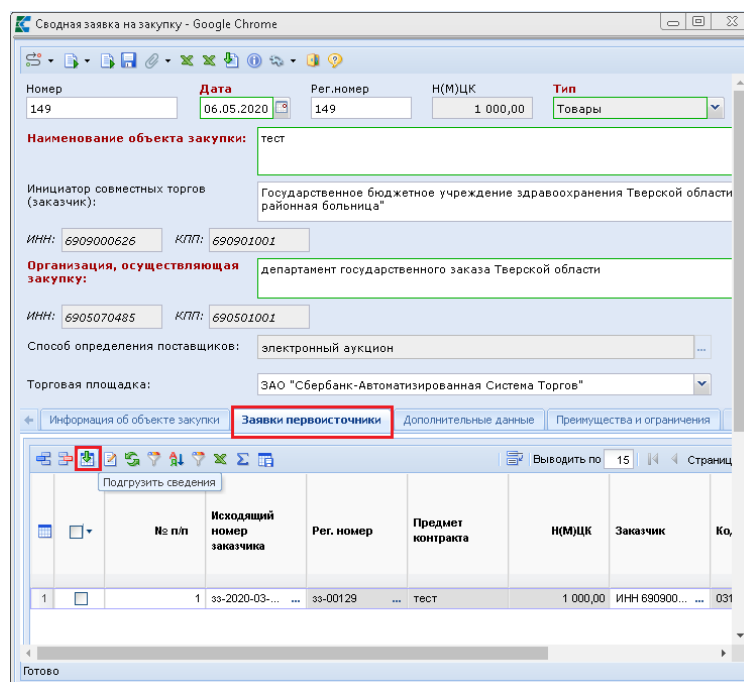 Сводная заявка на закупку - Google Chrome
Номер Дата Рег.номер Н(М)ЦК Тип
149 06.05.2020 149 1 000,00 Товары
Наименование объекта закупки: тест
Инициатор совместных торгов (заказчик):
Государственное бюджетное учреждение здравоохранения Тверской области
районная больница"
ИНН: 6909000626 КПП: 690901001
Организация, осуществляющая закупку:
департамент государственного заказа Тверской области
ИНН: 6905070485 КПП: 690501001
Способ определения поставщиков: электронный аукцион ...
Торговая площадка: ЗАО "Сбербанк-Автоматизированная Система Торгов"
Информация об объекте закупки Заявки первоисточники Дополнительные данные Преимущества и ограничения
Выводить по 15 Страниц
Подгрузить сведения
№ п/п Исходящий номер заказчика Рег. номер Предмет контракта Н(М)ЦК Заказчик Ко,
1 1 зз-2020-03-... ... зз-00129 ... тест 1 000,00 ИНН 690900... ... 031
Готово